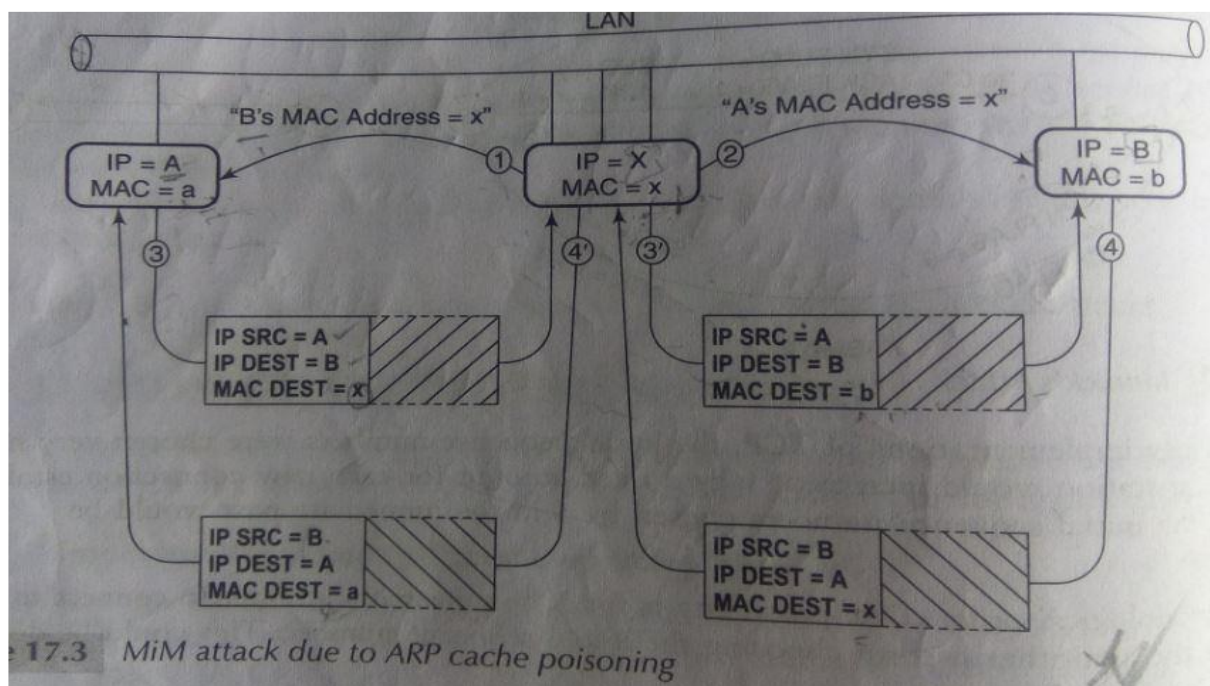 LAN
"B's MAC Address = x"
"A's MAC Address = x"
IP = A
MAC = a
1
IP = X
MAC = x
2
IP = B
MAC = b
3
4'
3'
4
IP SRC = A
IP DEST = B
MAC DEST = x
IP SRC = A
IP DEST = B
MAC DEST = b
IP SRC = B
IP DEST = A
MAC DEST = a
IP SRC = B
IP DEST = A
MAC DEST = x
17.3 MiM attack due to ARP cache poisoning